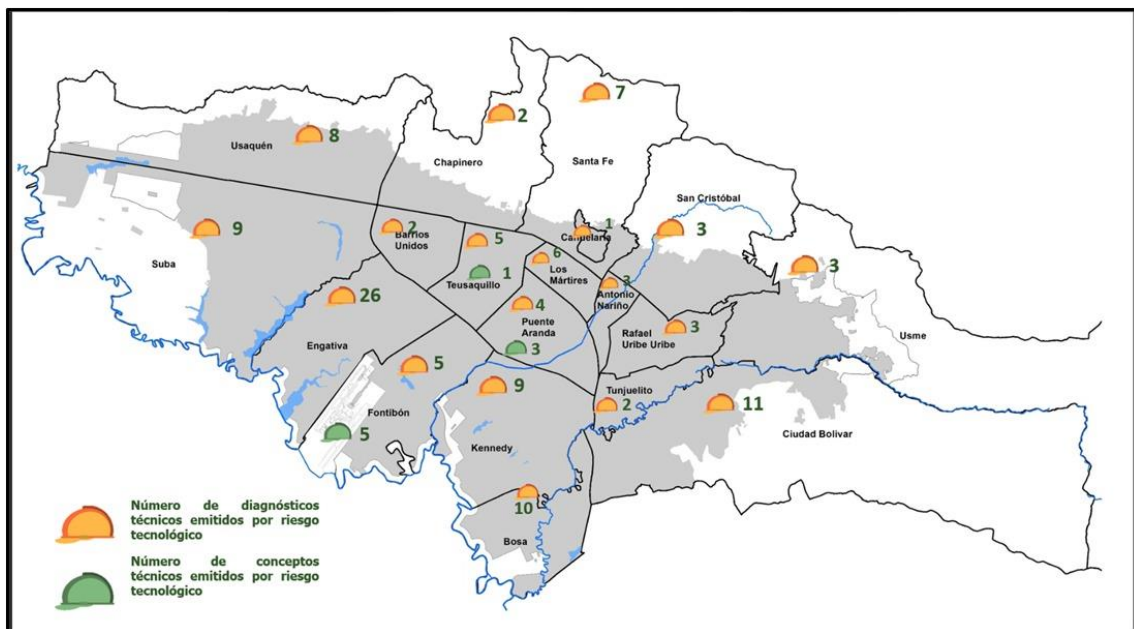 7
2
8
Usaquén
Chapinero
Santa Fe
San Cristóbal
9
2
Barrios
Unidos
5
1
Candelaria
3
Suba
6
Los
Mártires
1
Teusaquillo
3
Antonio
Nariño
3
26
4
Puente
Aranda
3
Rafael
Uribe Uribe
3
Usme
Engativa
5
9
Tunjuelito
2
11
Fontibón
5
Kennedy
Ciudad Bolivar
10
Bosa
Número de diagnósticos
técnicos emitidos por riesgo
tecnológico
Número de conceptos
técnicos emitidos por riesgo
tecnológico